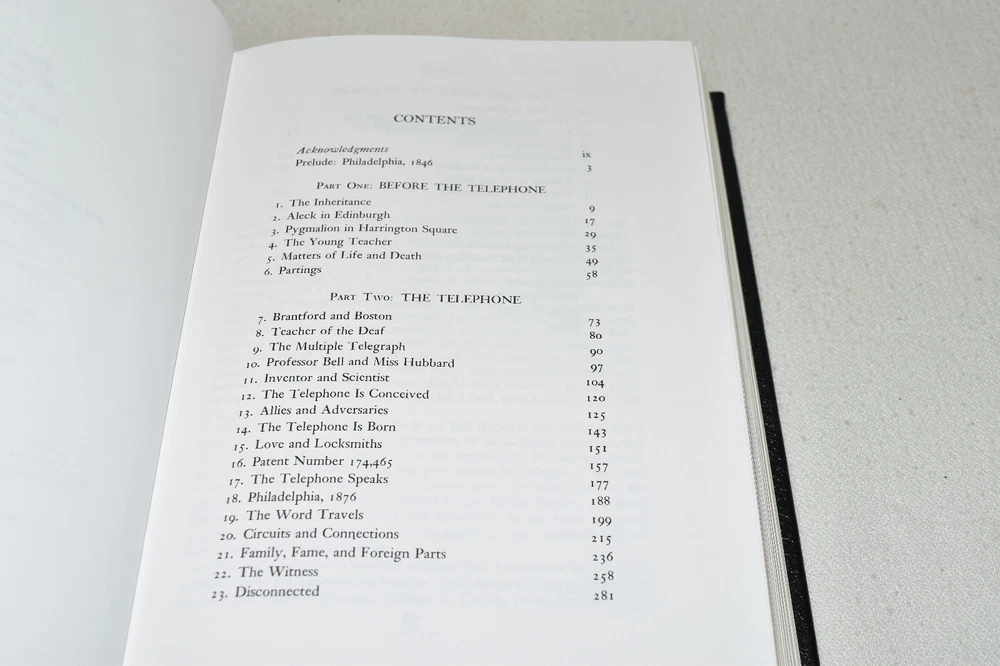 CONTENTS
Acknowledgments ix
Prelude: Philadelphia, 1846 3
PART ONE: BEFORE THE TELEPHONE
1. The Inheritance 9
2. Aleck in Edinburgh 17
3. Pygmalion in Harrington Square 29
4. The Young Teacher 35
5. Matters of Life and Death 49
6. Partings 58
PART TWO: THE TELEPHONE
7. Brantford and Boston 73
8. Teacher of the Deaf 80
9. The Multiple Telegraph 90
10. Professor Bell and Miss Hubbard 97
11. Inventor and Scientist 104
12. The Telephone Is Conceived 120
13. Allies and Adversaries 125
14. The Telephone Is Born 143
15. Love and Locksmiths 151
16. Patent Number 174,465 157
17. The Telephone Speaks 177
18. Philadelphia, 1876 188
19. The Word Travels 199
20. Circuits and Connections 215
21. Family, Fame, and Foreign Parts 236
22. The Witness 258
23. Disconnected 281